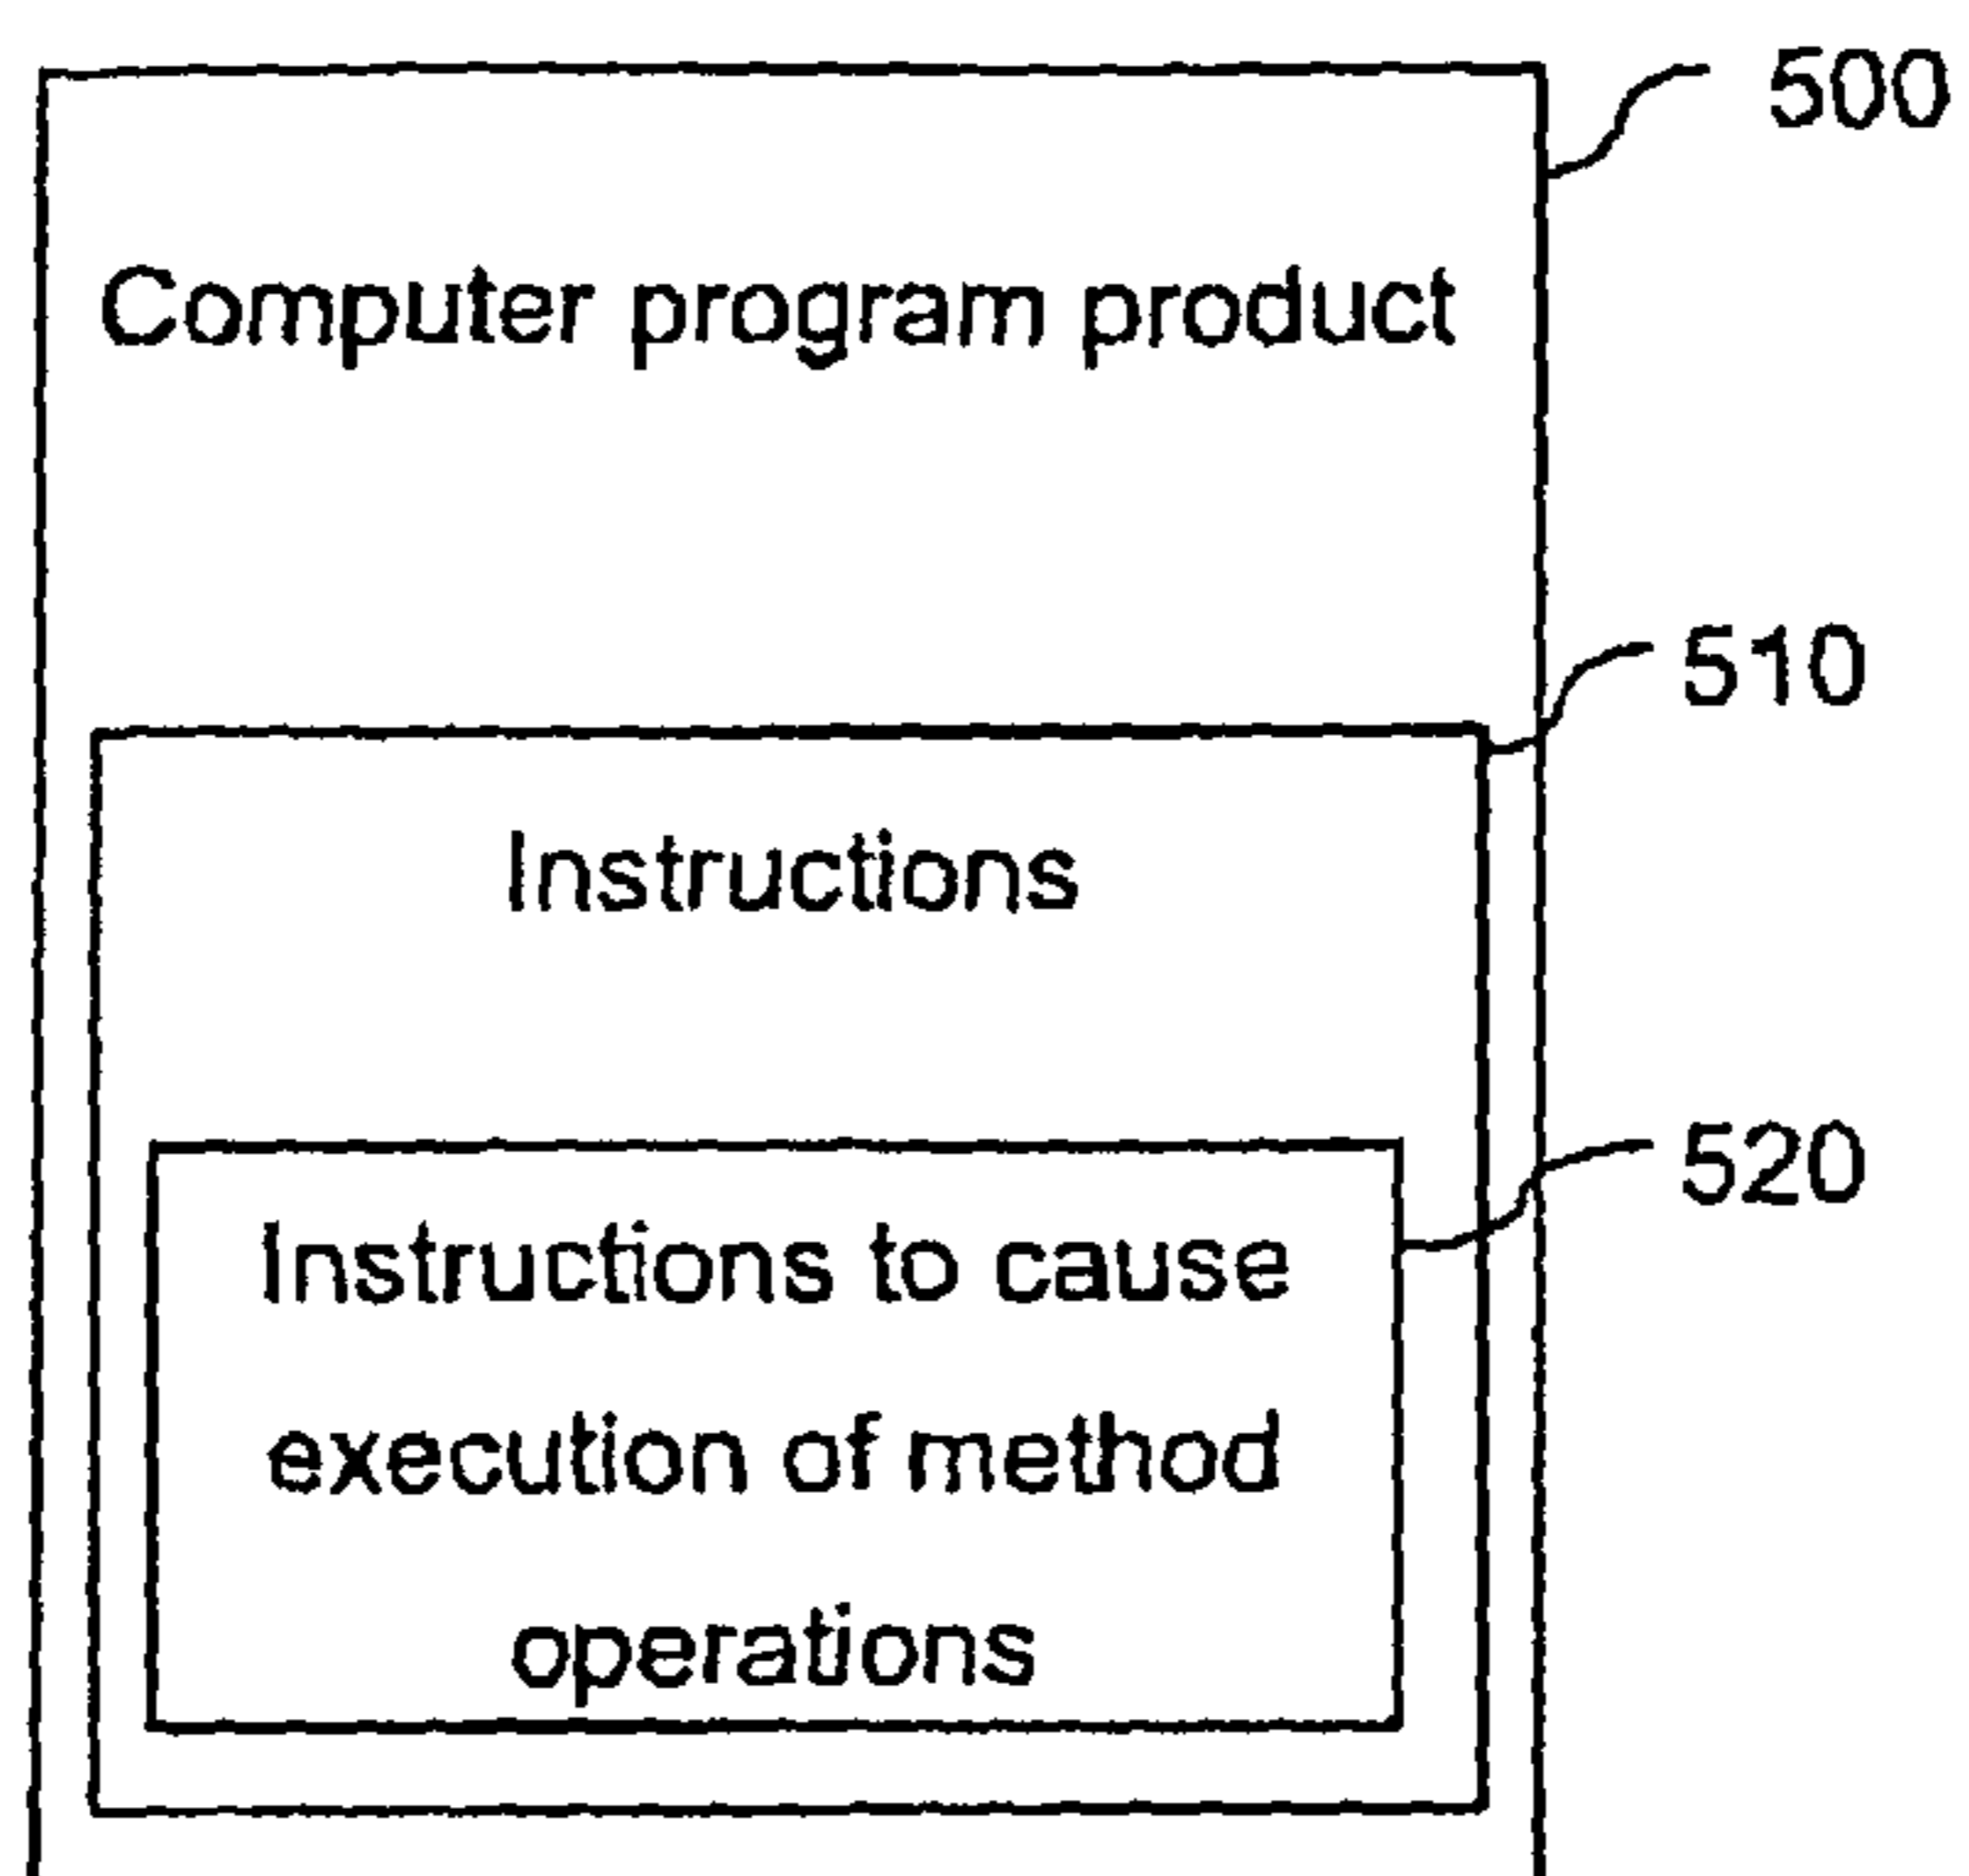 500
Computer program product
510
Instructions
520
Instructions to cause
execution of method
operations